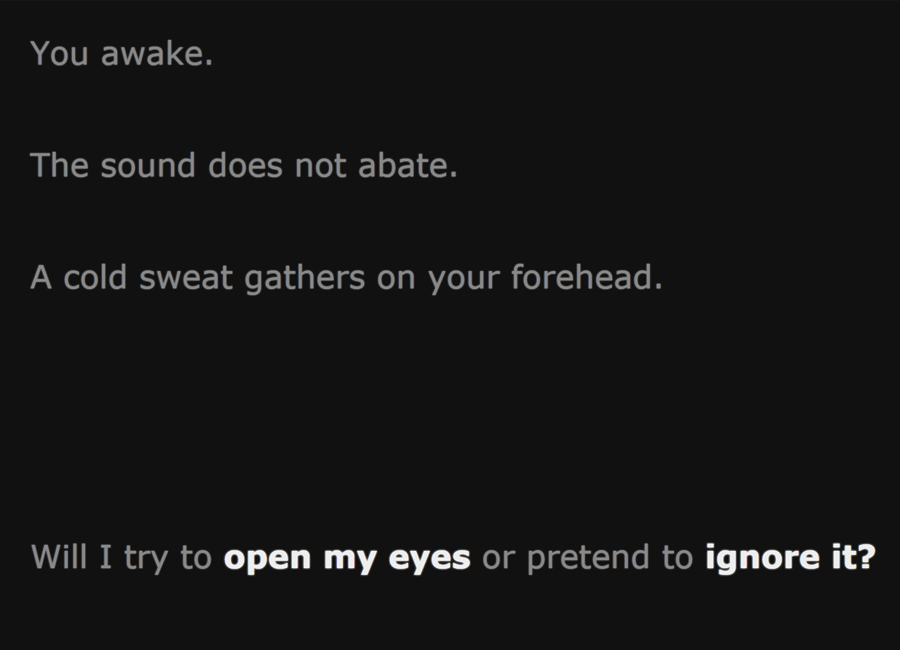 You awake.
The sound does not abate.
A cold sweat gathers on your forehead.
Will I try to open my eyes or pretend to ignore it?